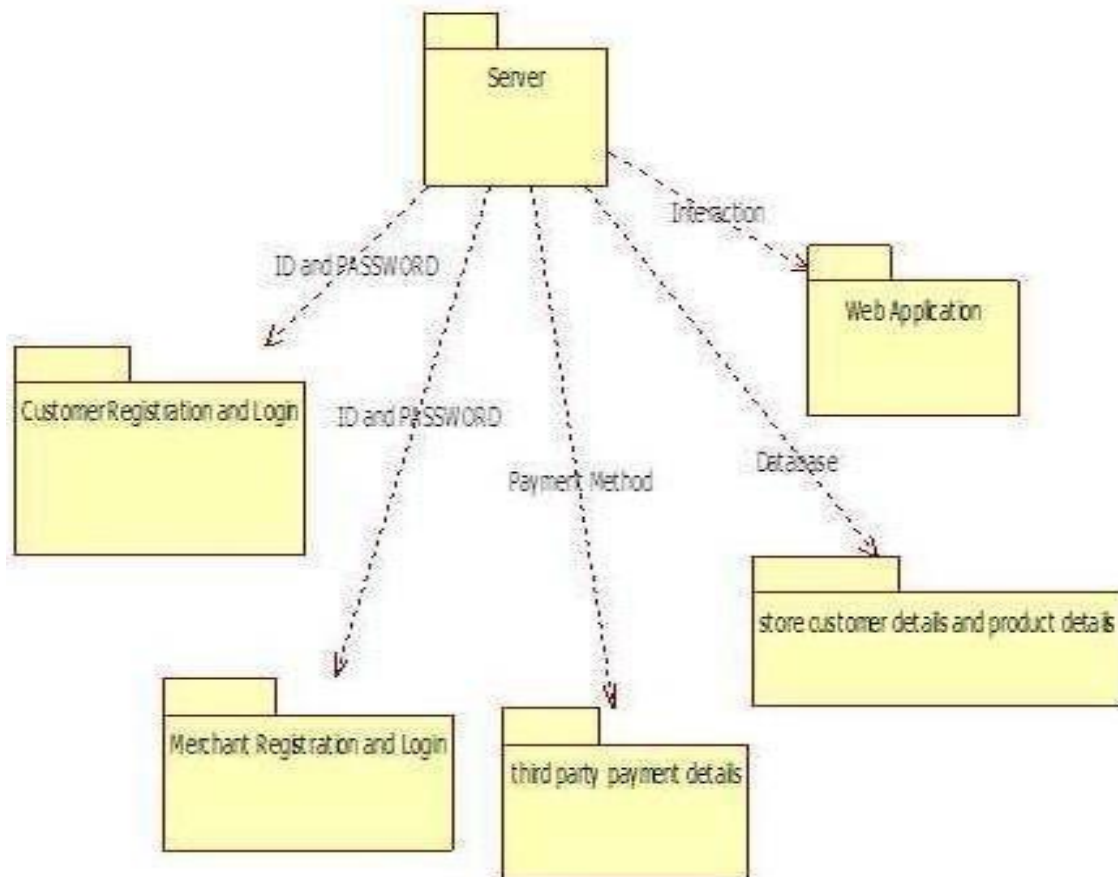 Server
Interaction
ID and PASSWORD
Web Application
Customer Registration and Login
ID and PASSWORD
Database
Payment Method
store customer details and product details
Merchant Registration and Login
third party payment details